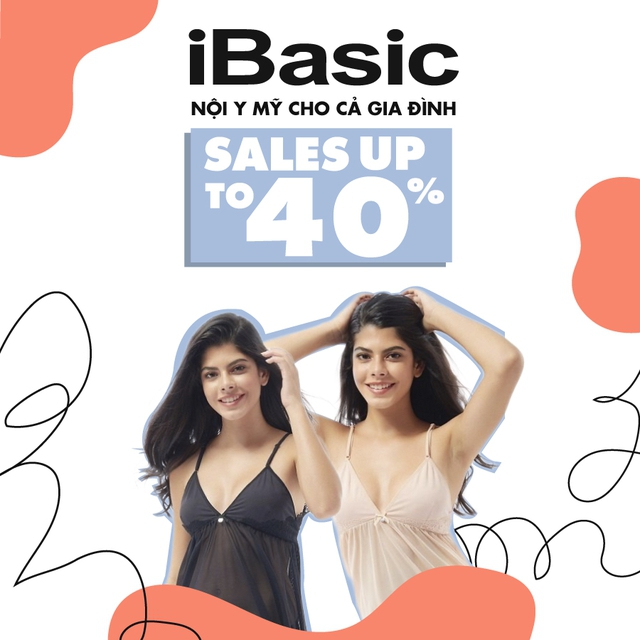 iBasic
NỘI Y MỸ CHO CẢ GIA ĐÌNH
SALES UP
TO 40%